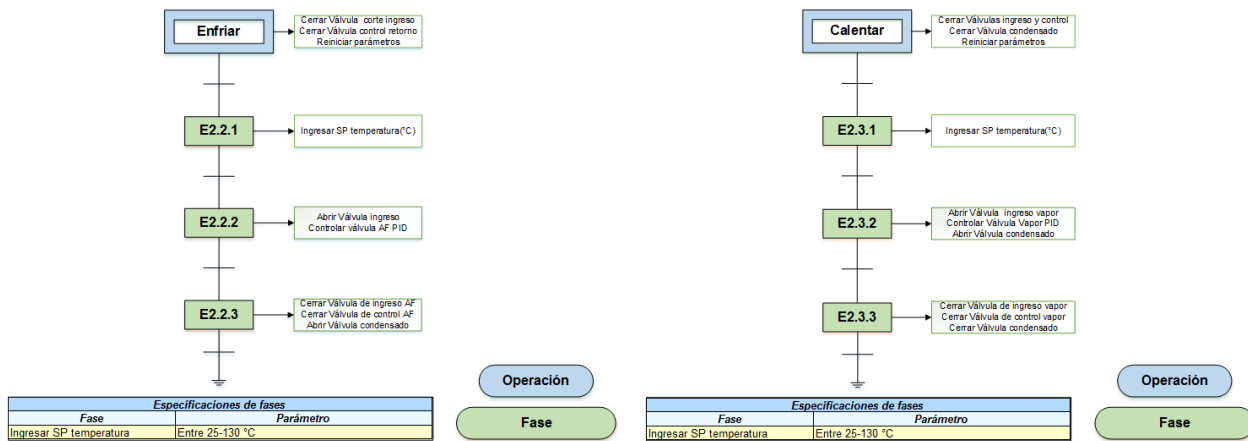 Enfriar
Cerrar Válvula corte ingreso
Cerrar Válvula control retorno
Reiniciar parámetros
E2.2.1
Ingresar SP temperatura(°C)
E2.2.2
Abrir Válvula ingreso
Controlar válvula AF PID
E2.2.3
Cerrar Válvula de ingreso AF
Cerrar Válvula de control AF
Abrir Válvula condensado
Operación
Fase
Especificaciones de fases
Fase Parámetro
Ingresar SP temperatura Entre 25-130 °C
Calentar
Cerrar Válvulas ingreso y control
Cerrar Válvula condensado
Reiniciar parámetros
E2.3.1
Ingresar SP temperatura(°C)
E2.3.2
Abrir Válvula ingreso vapor
Controlar Válvula Vapor PID
Abrir Válvula condensado
E2.3.3
Cerrar Válvula de ingreso vapor
Cerrar Válvula de control vapor
Cerrar Válvula condensado
Operación
Fase
Especificaciones de fases
Fase Parámetro
Ingresar SP temperatura Entre 25-130 °C